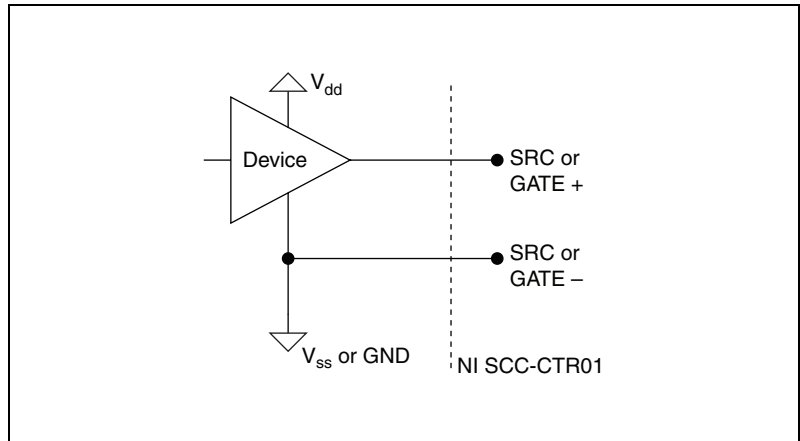 V_dd
Device
SRC or
GATE +
SRC or
GATE –
V_ss or GND
NI SCC-CTR01